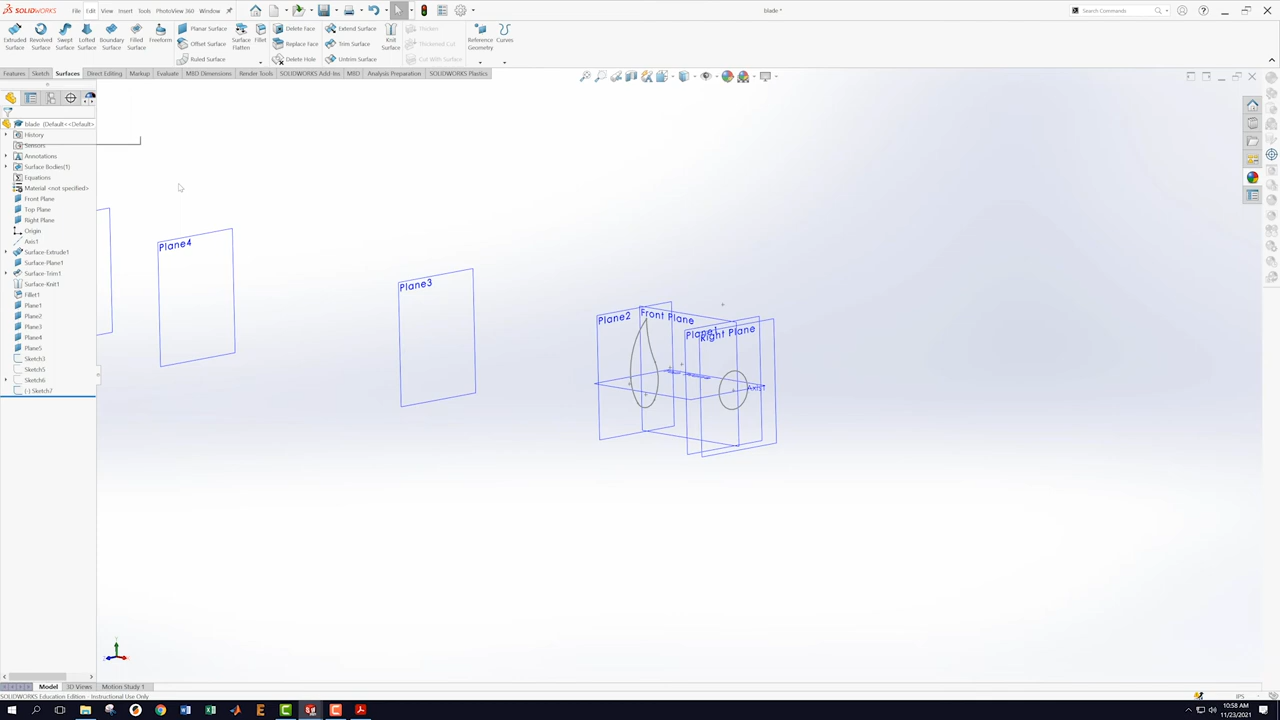 SOLIDWORKS File Edit View Insert Tools PhotoView 360 Window
blade *
Search Commands
Extruded Surface
Revolved Surface
Swept Surface
Lofted Surface
Boundary Surface
Filled Surface
Freeform
Planar Surface
Offset Surface
Ruled Surface
Surface Flatten
Fillet
Delete Face
Replace Face
Delete Hole
Extend Surface
Trim Surface
Untrim Surface
Knit Surface
Thicken
Thickened Cut
Cut With Surface
Reference Geometry
Curves
Features Sketch Surfaces Direct Editing Markup Evaluate MBD Dimensions Render Tools SOLIDWORKS Add-Ins MBD Analysis Preparation SOLIDWORKS Plastics
blade (Default<<Default>
History
Sensors
Annotations
Surface Bodies(1)
Equations
Material <not specified>
Front Plane
Top Plane
Right Plane
Origin
Axis1
Surface-Extrude1
Surface-Plane1
Surface-Trim1
Surface-Knit1
Fillet1
Plane1
Plane2
Plane3
Plane4
Plane5
Sketch3
Sketch5
Sketch6
(-) Sketch7
Plane4
Plane3
Plane2
Front Plane
Plane1
Right Plane
Axis1
Model 3D Views Motion Study 1
SOLIDWORKS Education Edition - Instructional Use Only
IPS
10:58 AM
11/23/2021